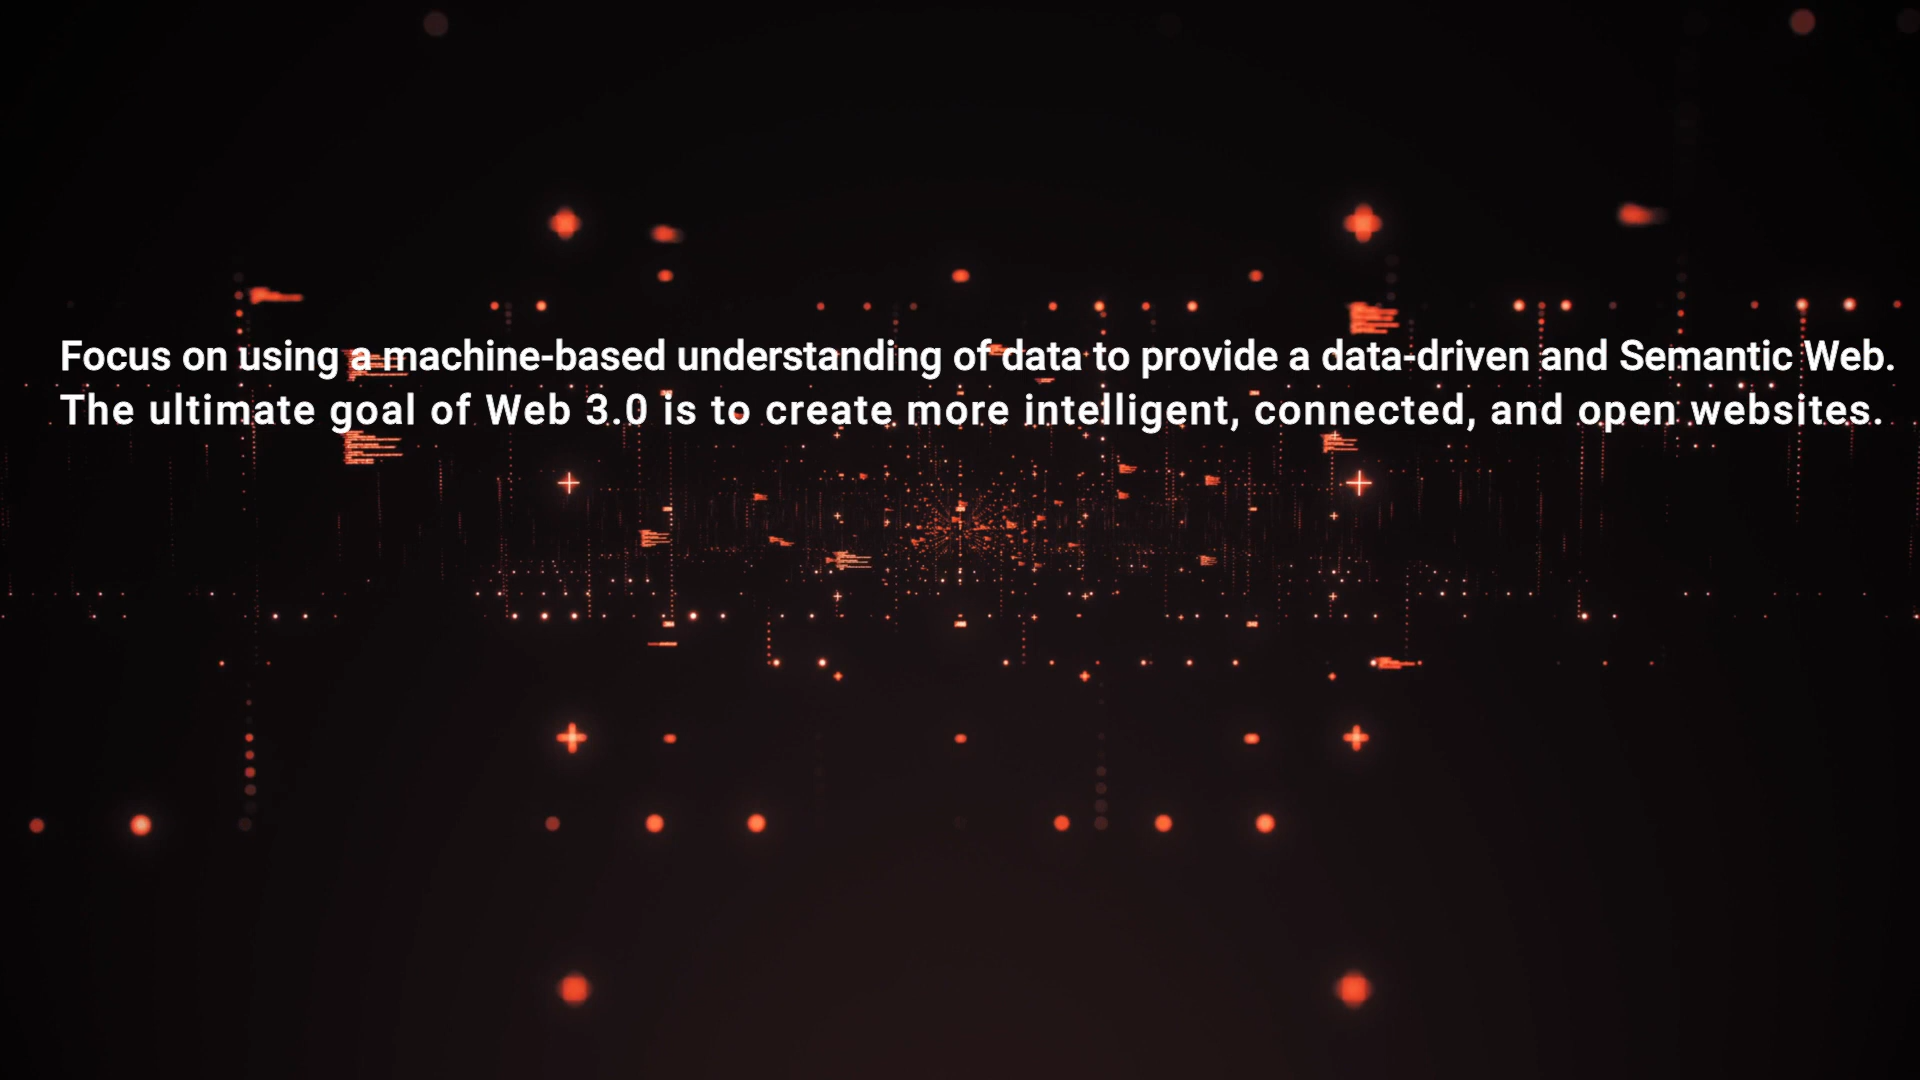 Focus on using a machine-based understanding of data to provide a data-driven and Semantic Web.
The ultimate goal of Web 3.0 is to create more intelligent, connected, and open websites.